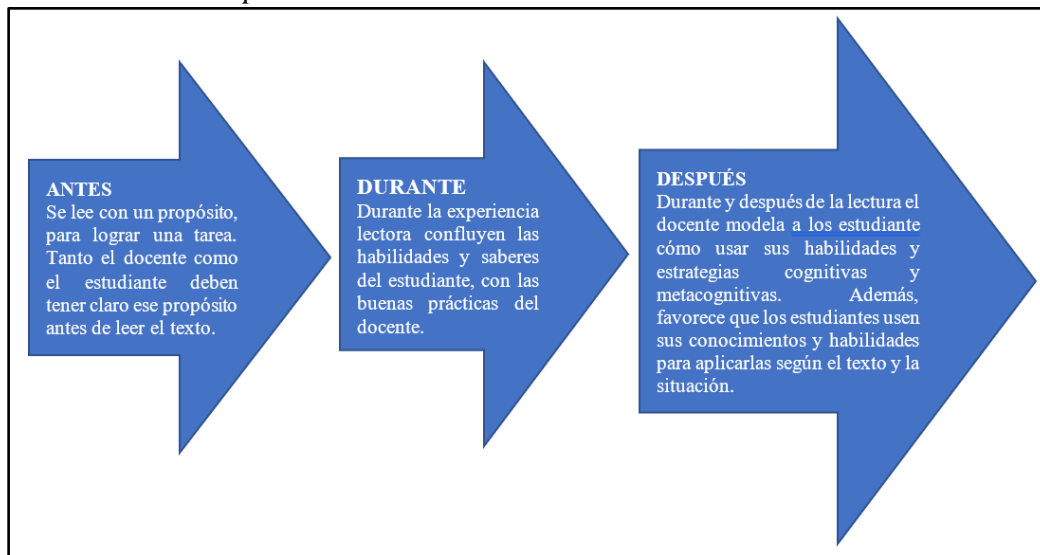 ANTES
Se lee con un propósito,
para lograr una tarea.
Tanto el docente como
el estudiante deben
tener claro ese propósito
antes de leer el texto.
DURANTE
Durante la experiencia
lectora confluyen las
habilidades y saberes
del estudiante, con las
buenas prácticas del
docente.
DESPUÉS
Durante y después de la lectura el
docente modela a los estudiante
cómo usar sus habilidades y
estrategias cognitivas y
metacognitivas. Además,
favorece que los estudiantes usen
sus conocimientos y habilidades
para aplicarlas según el texto y la
situación.